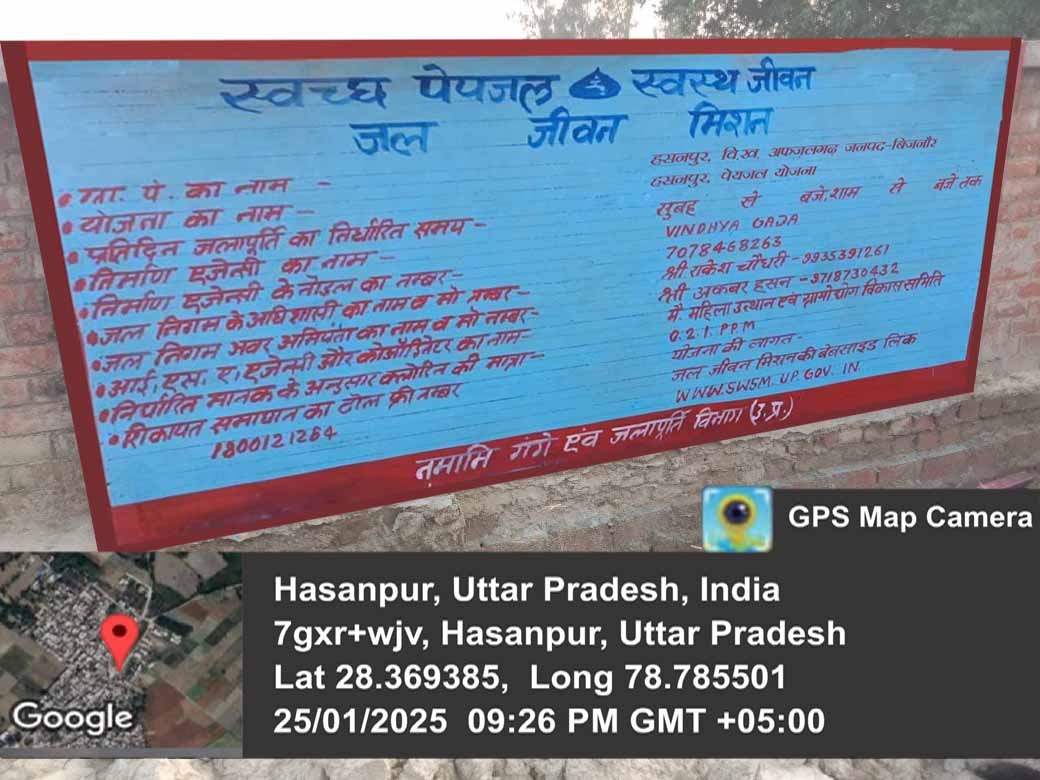 स्वच्छ पेयजल स्वस्थ जीवन
जल जीवन मिशन
• ग्रा. पं. का नाम -
• योजना का नाम -
• प्रतिदिन जलापूर्ति का निर्धारित समय -
• निर्माण एजेन्सी का नाम -
• निर्माण एजेन्सी के नोडल का नम्बर -
• जल निगम के अधिशासी का नाम व मो नम्बर -
• जल निगम अवर अभियंता का नाम व मो नम्बर -
• आई. एस. ए. एजेन्सी और कोऑर्डिनेटर का नाम -
• निर्धारित मानक के अनुसार क्लोरिन की मात्रा -
• शिकायत समाधान का टोल फ्री नम्बर
1800121264
हसनपुर, वि.ख. अफजलगढ़ जनपद-बिजनौर
हसनपुर, पेयजल योजना
सुबह से बजे, शाम से बजे तक
VINDHYA GAJA
7078468263
श्री राकेश चौधरी - 9935391261
श्री अकबर हसन - 9718730432
में महिला उत्थान एवं ग्रामोद्योग विकास समिति
0.2 I. PPM
योजना की लागत -
जल जीवन मिशन की बेबसाइड लिंक
WWW.SWSM.UP.GOV.IN
नमामि गंगे एंव जलापूर्ति विभाग (उ.प्र.)
GPS Map Camera
Hasanpur, Uttar Pradesh, India
7gxr+wjv, Hasanpur, Uttar Pradesh
Lat 28.369385, Long 78.785501
25/01/2025 09:26 PM GMT +05:00
Google